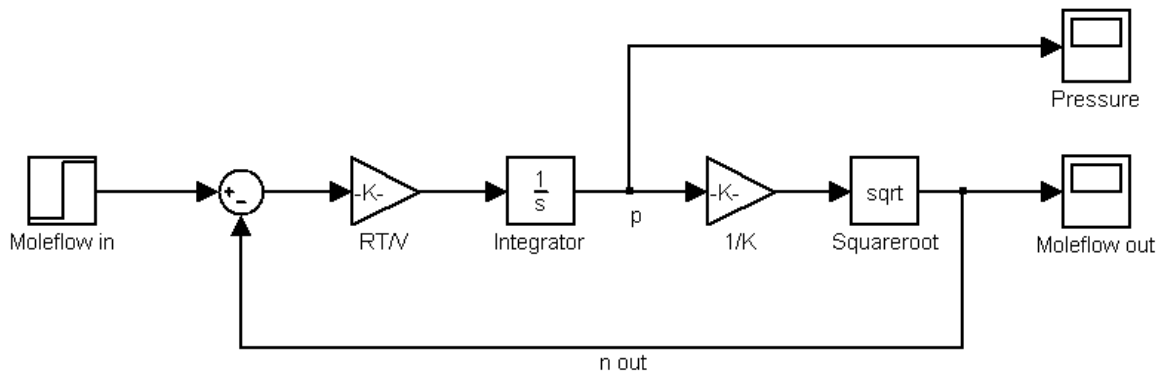 Pressure
+
-
-K-
1
s
-K-
sqrt
p
Moleflow in
RT/V
Integrator
1/K
Squareroot
Moleflow out
n out